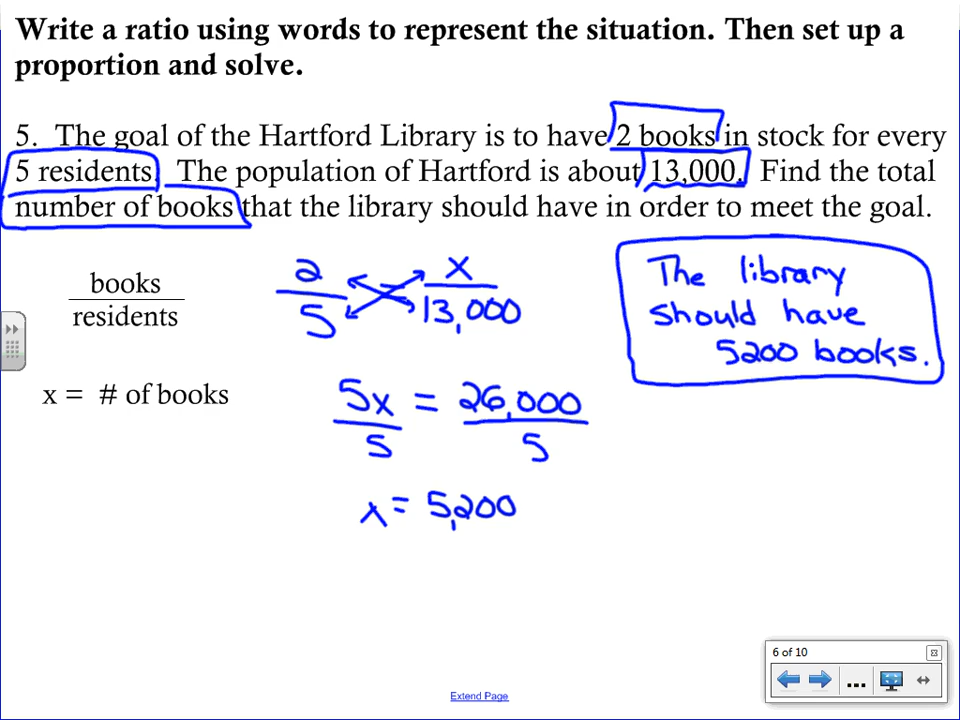 Write a ratio using words to represent the situation. Then set up a
proportion and solve.
5. The goal of the Hartford Library is to have 2 books in stock for every
5 residents. The population of Hartford is about 13,000. Find the total
number of books that the library should have in order to meet the goal.
books
residents
x = # of books
2
5
x
13,000
5x = 26,000
5 5
x = 5,200
The library
should have
5200 books.
6 of 10
...
Extend Page